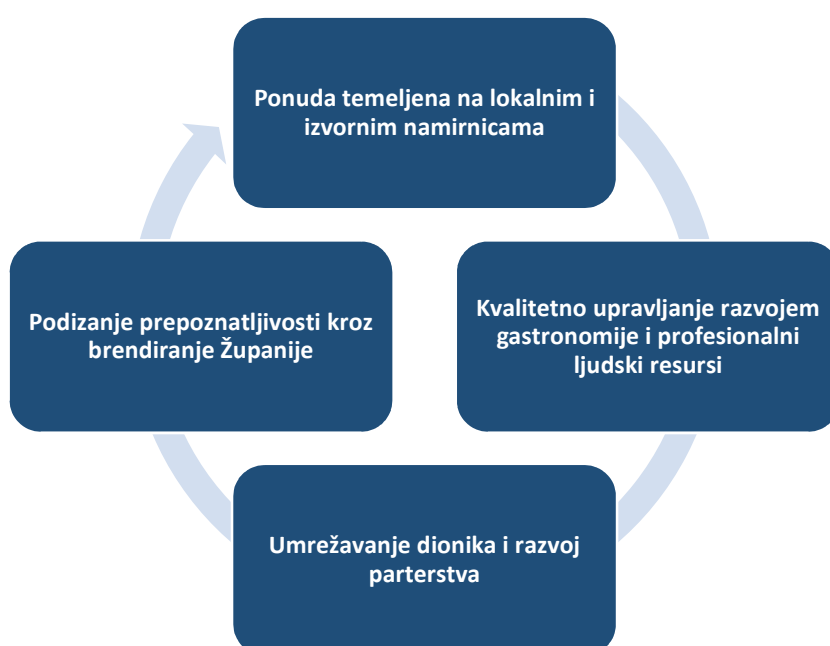 Ponuda temeljena na lokalnim i
izvornim namirnicama
Kvalitetno upravljanje razvojem
gastronomije i profesionalni
ljudski resursi
Umrežavanje dionika i razvoj
parterstva
Podizanje prepoznatljivosti kroz
brendiranje Županije